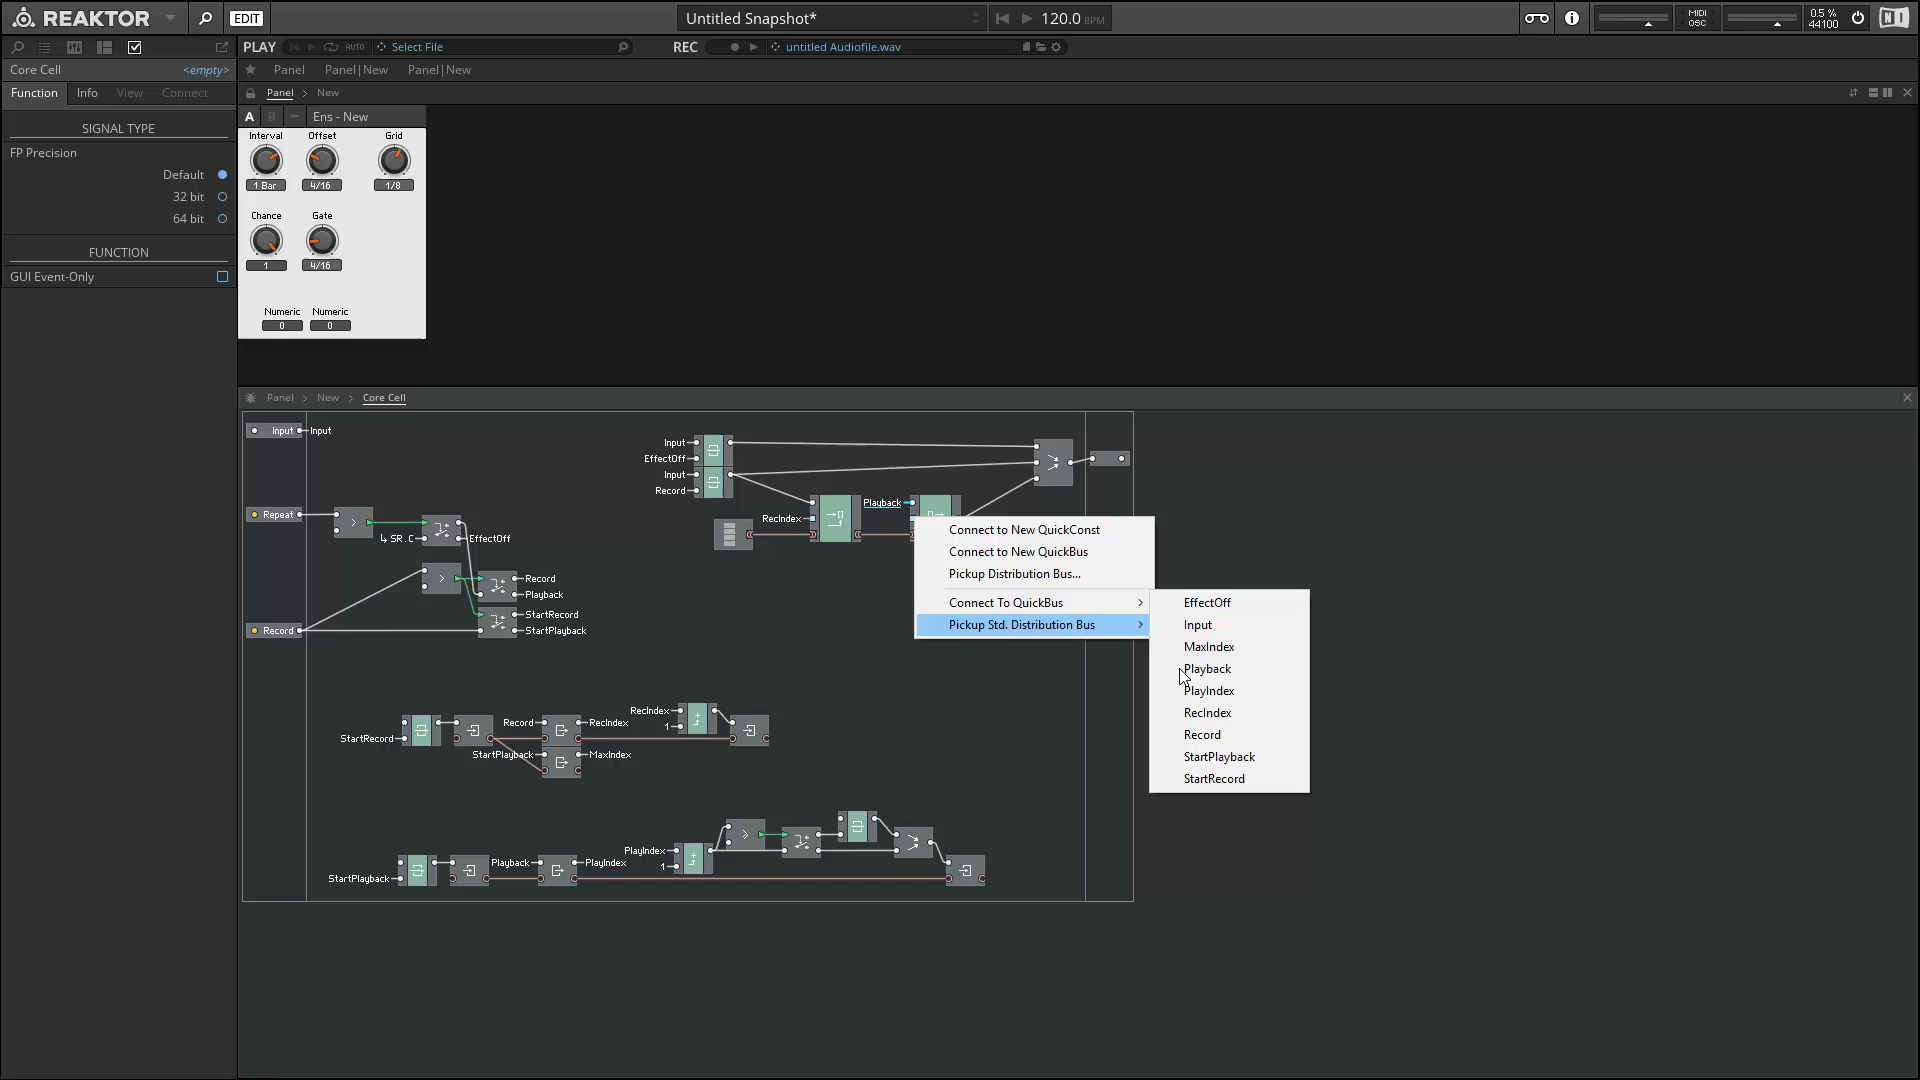 REAKTOR
EDIT
Untitled Snapshot*
120.0 BPM
MIDI
OSC
0.5 %
44100
PLAY
AUTO
Select File
REC
untitled Audiofile.wav
Core Cell
<empty>
Panel
Panel|New
Panel|New
Function
Info
View
Connect
Panel
New
A
B
Ens - New
SIGNAL TYPE
FP Precision
Default
32 bit
64 bit
FUNCTION
GUI Event-Only
Interval
Offset
Grid
1 Bar
4/16
1/8
Chance
Gate
1
4/16
Numeric
Numeric
0
0
Panel
New
Core Cell
Input
Input
Input
EffectOff
Input
Record
RecIndex
Playback
Repeat
SR.C
EffectOff
Record
Playback
StartRecord
StartPlayback
Record
Connect to New QuickConst
Connect to New QuickBus
Pickup Distribution Bus...
Connect To QuickBus
Pickup Std. Distribution Bus
EffectOff
Input
MaxIndex
Playback
PlayIndex
RecIndex
Record
StartPlayback
StartRecord
StartRecord
Record
RecIndex
StartPlayback
MaxIndex
RecIndex
1
StartPlayback
Playback
PlayIndex
PlayIndex
1